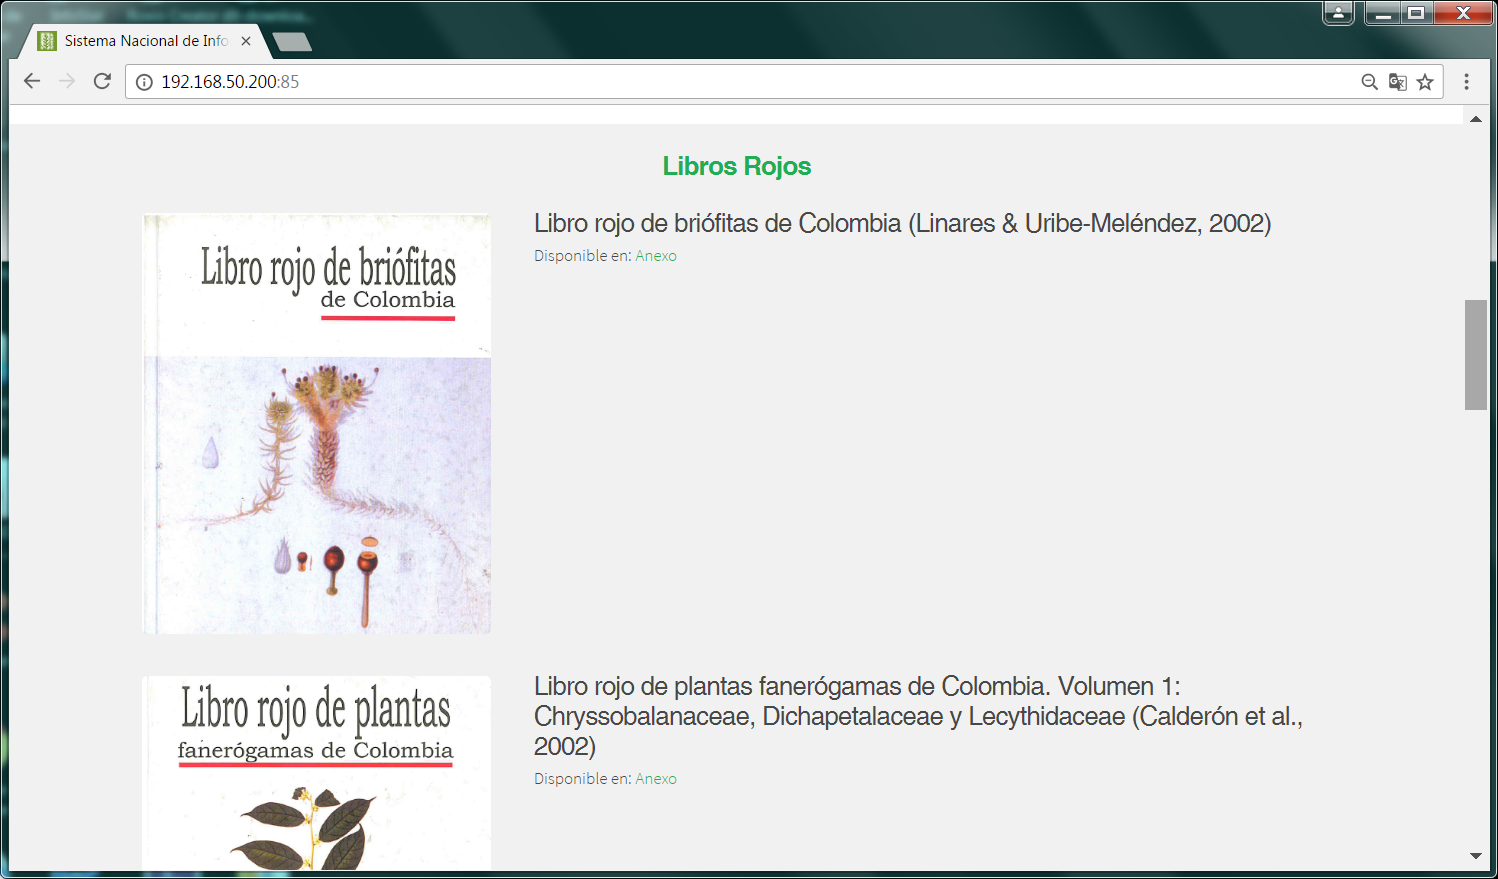 Sistema Nacional de Info
192.168.50.200:85
Libros Rojos
Libro rojo de briófitas
de Colombia
Libro rojo de briófitas de Colombia (Linares & Uribe-Meléndez, 2002)
Disponible en: Anexo
Libro rojo de plantas
fanerógamas de Colombia
Libro rojo de plantas fanerógamas de Colombia. Volumen 1:
Chryssobalanaceae, Dichapetalaceae y Lecythidaceae (Calderón et al.,
2002)
Disponible en: Anexo